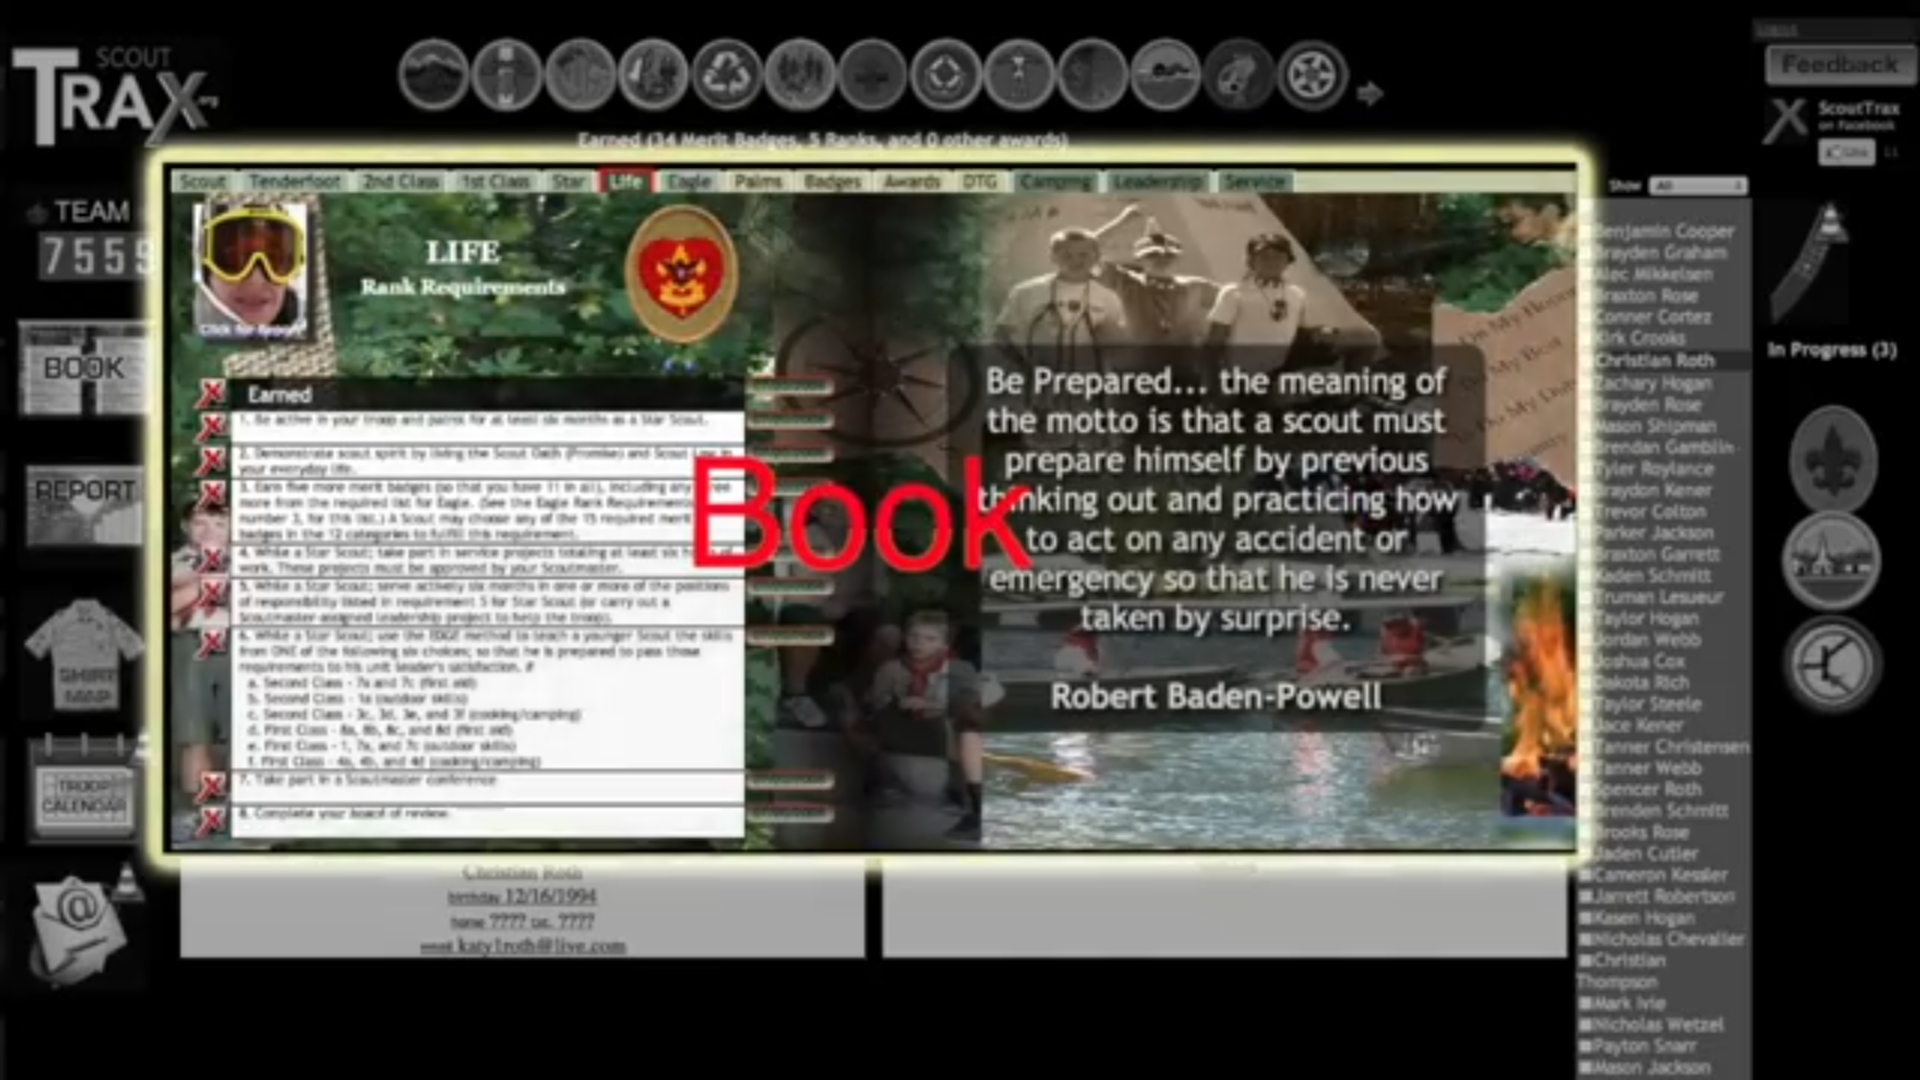 SCOUT
TRAX
.org
Earned (34 Merit Badges, 5 Ranks, and 0 other awards)
Feedback
ScoutTrax
on Facebook
Like
Show All
TEAM
7555
BOOK
REPORT
SHIRT
TROOP
CALENDAR
Scout Tenderfoot 2nd Class 1st Class Star Life Eagle Palms Badges Awards DTG Camping Leadership Service
LIFE
Rank Requirements
Earned
1. Be active in your troop and patrol for at least six months as a Star Scout.
2. Demonstrate scout spirit by living the Scout Oath (Promise) and Scout Law in
your everyday life.
3. Earn five more merit badges (so that you have 11 in all), including any
more from the required list for Eagle. (See the Eagle Rank Requirements
number 3, for this list.) A Scout may choose any of the 15 required merit
badges in the 12 categories to fulfill this requirement.
4. While a Star Scout; take part in service projects totaling at least six
work. These projects must be approved by your Scoutmaster.
5. While a Star Scout; serve actively six months in one or more of the positions
of responsibility listed in requirement 5 for Star Scout (or carry out a
Scoutmaster-assigned leadership project to help the troop).
6. While a Star Scout; use the EDGE method to teach a younger Scout the skills
from ONE of the following six choices; so that he is prepared to pass those
requirements to his unit leader's satisfaction. #
a. Second Class - 7a and 7c (first aid)
b. Second Class - 1a (outdoor skills)
c. Second Class - 3c, 3d, 3e, and 3f (cooking/camping)
d. First Class - 8a, 8b, 8c, and 8d (first aid)
e. First Class - 1, 7a, and 7c (outdoor skills)
f. First Class - 4a, 4b, and 4d (cooking/camping)
7. Take part in a Scoutmaster conference
8. Complete your board of review.
Book
Be Prepared... the meaning of
the motto is that a scout must
prepare himself by previous
thinking out and practicing how
to act on any accident or
emergency so that he is never
taken by surprise.
Robert Baden-Powell
Christian Roth
birthday 12/16/1994
home ???? txt. ????
email katy1roth@live.com
Benjamin Cooper
Brayden Graham
Alec Mikkelsen
Braxton Rose
Conner Cortez
Kirk Crooks
Christian Roth
Zachary Hogan
Brayden Rose
Mason Shipman
Brendan Gamblin
Tyler Roylance
Braydon Kener
Trevor Colton
Parker Jackson
Braxton Garrett
Kaden Schmitt
Truman Lesueur
Taylor Hogan
Jordan Webb
Joshua Cox
Dakota Rich
Taylor Steele
Jace Kener
Tanner Christensen
Tanner Webb
Spencer Roth
Brenden Schmitt
Brooks Rose
Jaden Cutler
Cameron Kessler
Jarrett Robertson
Kasen Hogan
Nicholas Chevalier
Christian
Thompson
Mark Ivie
Nicholas Wetzel
Payton Snarr
Mason Jackson
In Progress (3)